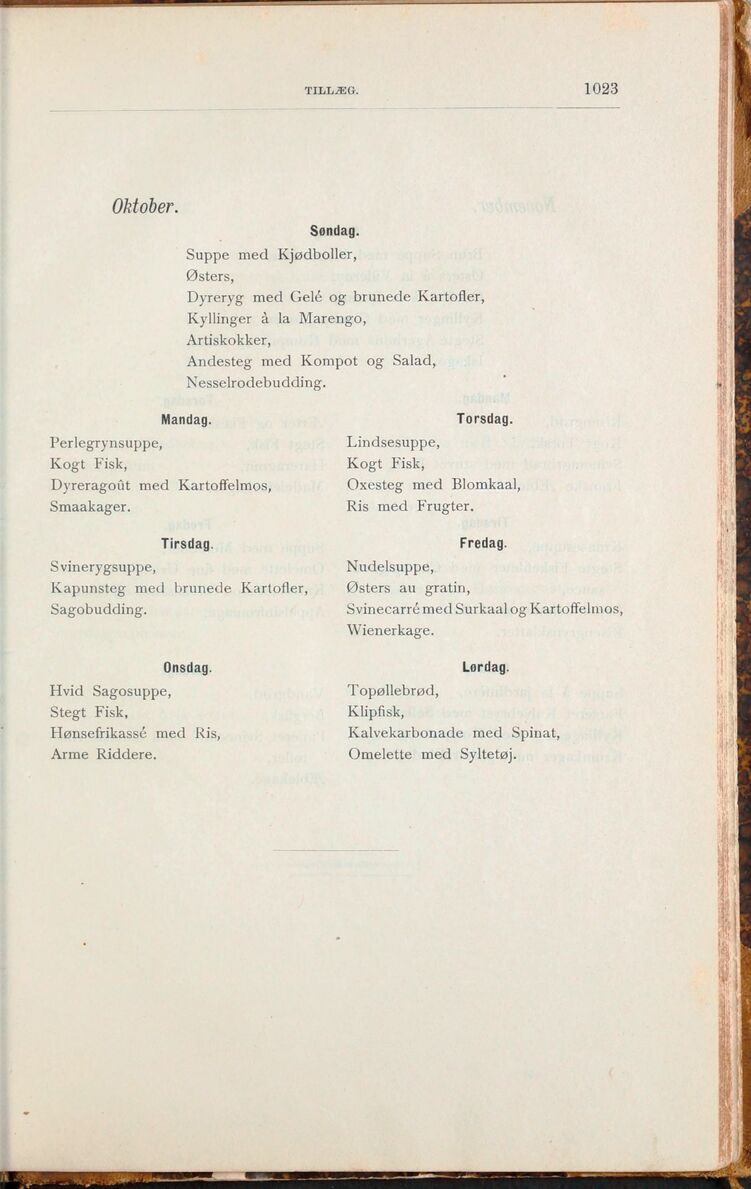 TILLÆG. 1023
Oktober.
Søndag.
Suppe med Kjødboller,
Østers,
Dyreryg med Gelé og brunede Kartofler,
Kyllinger à la Marengo,
Artiskokker,
Andesteg med Kompot og Salad,
Nesselrodebudding.
Mandag.
Perlegrynsuppe,
Kogt Fisk,
Dyreragoût med Kartoffelmos,
Smaakager.
Tirsdag.
Svinerygsuppe,
Kapunsteg med brunede Kartofler,
Sagobudding.
Onsdag.
Hvid Sagosuppe,
Stegt Fisk,
Hønsefrikassé med Ris,
Arme Riddere.
Torsdag.
Lindsesuppe,
Kogt Fisk,
Oxesteg med Blomkaal,
Ris med Frugter.
Fredag.
Nudelsuppe,
Østers au gratin,
Svinecarré med Surkaal og Kartoffelmos,
Wienerkage.
Lørdag.
Topøllebrød,
Klipfisk,
Kalvekarbonade med Spinat,
Omelette med Syltetøj.